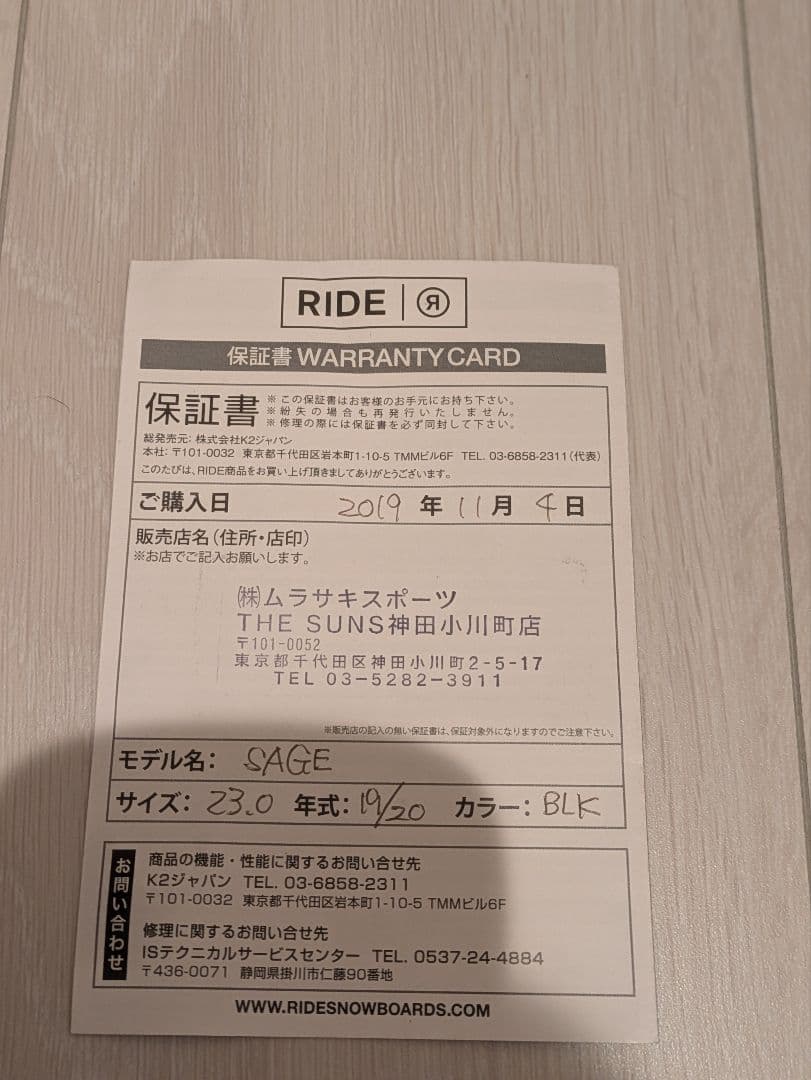 RIDE | Ⓡ
保証書 WARRANTY CARD
保証書
※この保証書はお客様のお手元にお持ち下さい。
※紛失の場合も再発行いたしません。
※修理の際には保証書を必ず同封して下さい。
総発売元: 株式会社K2ジャパン
本社: 〒101-0032 東京都千代田区岩本町1-10-5 TMMビル6F TEL. 03-6858-2311(代表)
このたびは、RIDE商品をお買い上げ頂きましてありがとうございます。
ご購入日 2019 年 11 月 4 日
販売店名(住所・店印)
※お店でご記入お願いします。
㈱ムラサキスポーツ
THE SUNS神田小川町店
〒101-0052
東京都千代田区神田小川町2-5-17
TEL 03-5282-3911
※販売店の記入の無い保証書は、保証対象外になりますのでご注意下さい。
モデル名: SAGE
サイズ: 23.0 年式: 19/20 カラー: BLK
お問い合わせ
商品の機能・性能に関するお問い合せ先
K2ジャパン TEL. 03-6858-2311
〒101-0032 東京都千代田区岩本町1-10-5 TMMビル6F
修理に関するお問い合せ先
ISテクニカルサービスセンター TEL. 0537-24-4884
〒436-0071 静岡県掛川市仁藤90番地
WWW.RIDESNOWBOARDS.COM